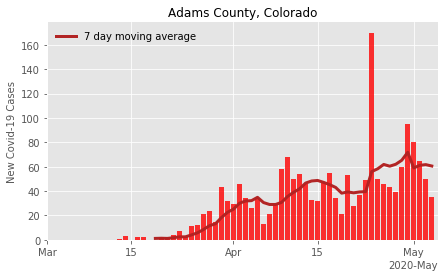 Adams County, Colorado
7 day moving average
New Covid-19 Cases
160
140
120
100
80
60
40
20
0
Mar
15
Apr
15
May
2020-May